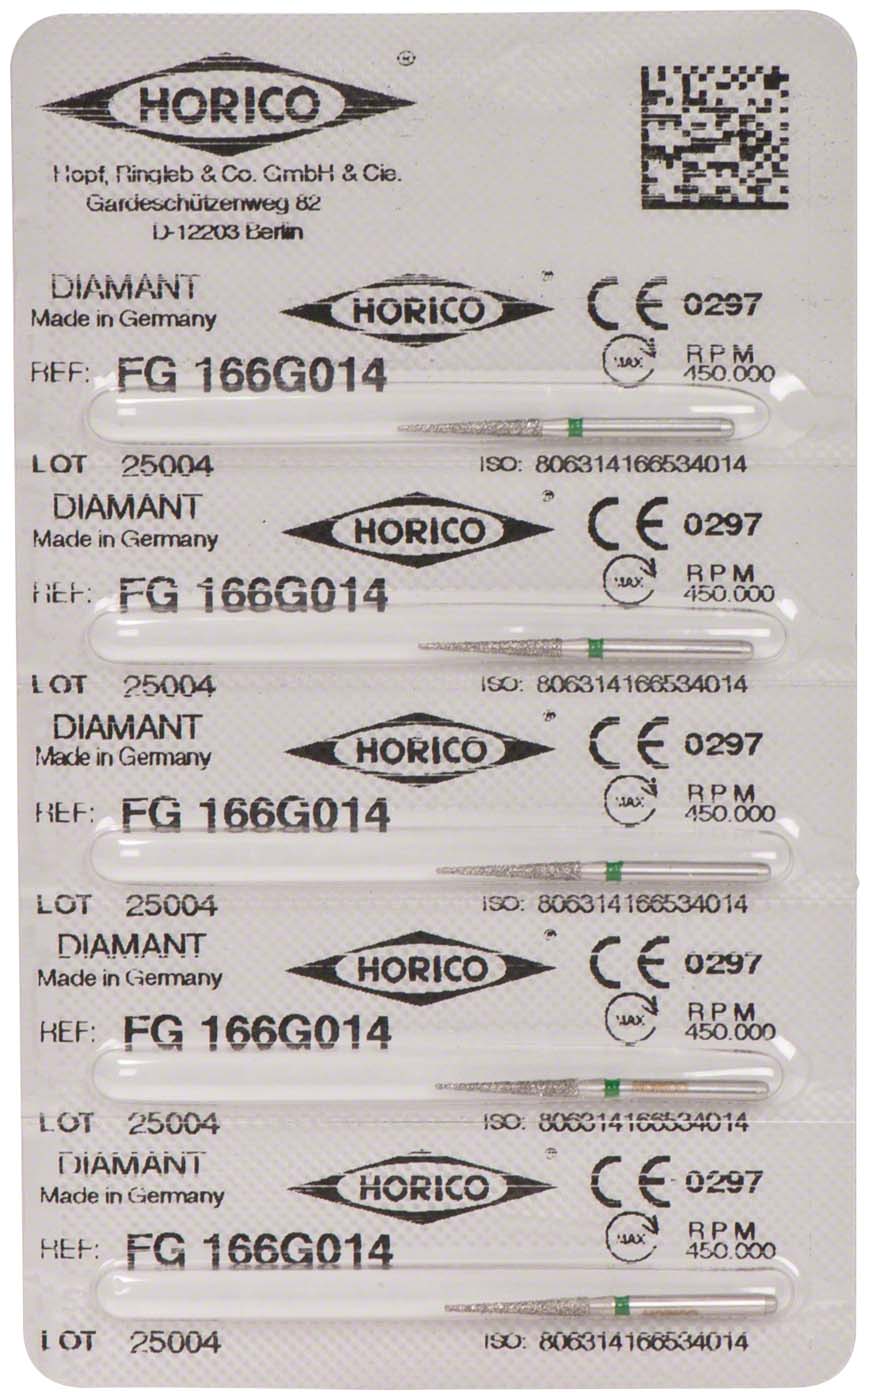 HORICO ®
Hopf, Ringleb & Co. GmbH & Cie.
Gardeschützenweg 82
D-12203 Berlin
DIAMANT
Made in Germany
HORICO ®
CE 0297
REF: FG 166G014
MAX RPM
450.000
LOT 25004
ISO: 806314166534014
DIAMANT
Made in Germany
HORICO ®
CE 0297
REF: FG 166G014
MAX RPM
450.000
LOT 25004
ISO: 806314166534014
DIAMANT
Made in Germany
HORICO ®
CE 0297
REF: FG 166G014
MAX RPM
450.000
LOT 25004
ISO: 806314166534014
DIAMANT
Made in Germany
HORICO ®
CE 0297
REF: FG 166G014
MAX RPM
450.000
HORICO
LOT 25004
ISO: 806314166534014
DIAMANT
Made in Germany
HORICO ®
CE 0297
REF: FG 166G014
MAX RPM
450.000
HORICO
LOT 25004
ISO: 806314166534014